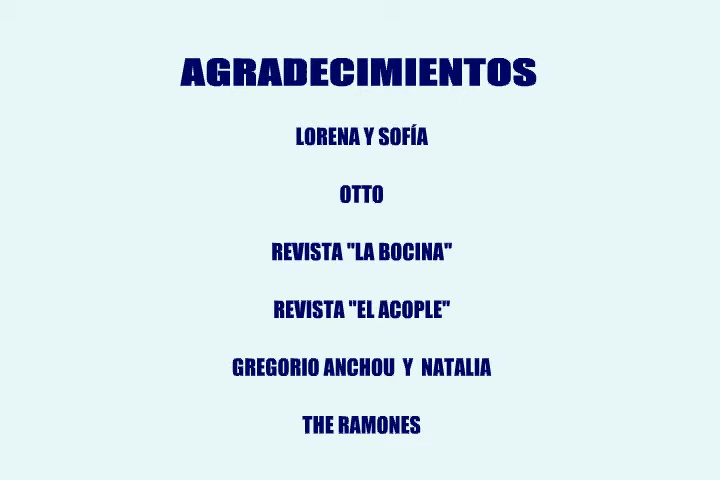 AGRADECIMIENTOS
LORENA Y SOFÍA
OTTO
REVISTA "LA BOCINA"
REVISTA "EL ACOPLE"
GREGORIO ANCHOU Y NATALIA
THE RAMONES